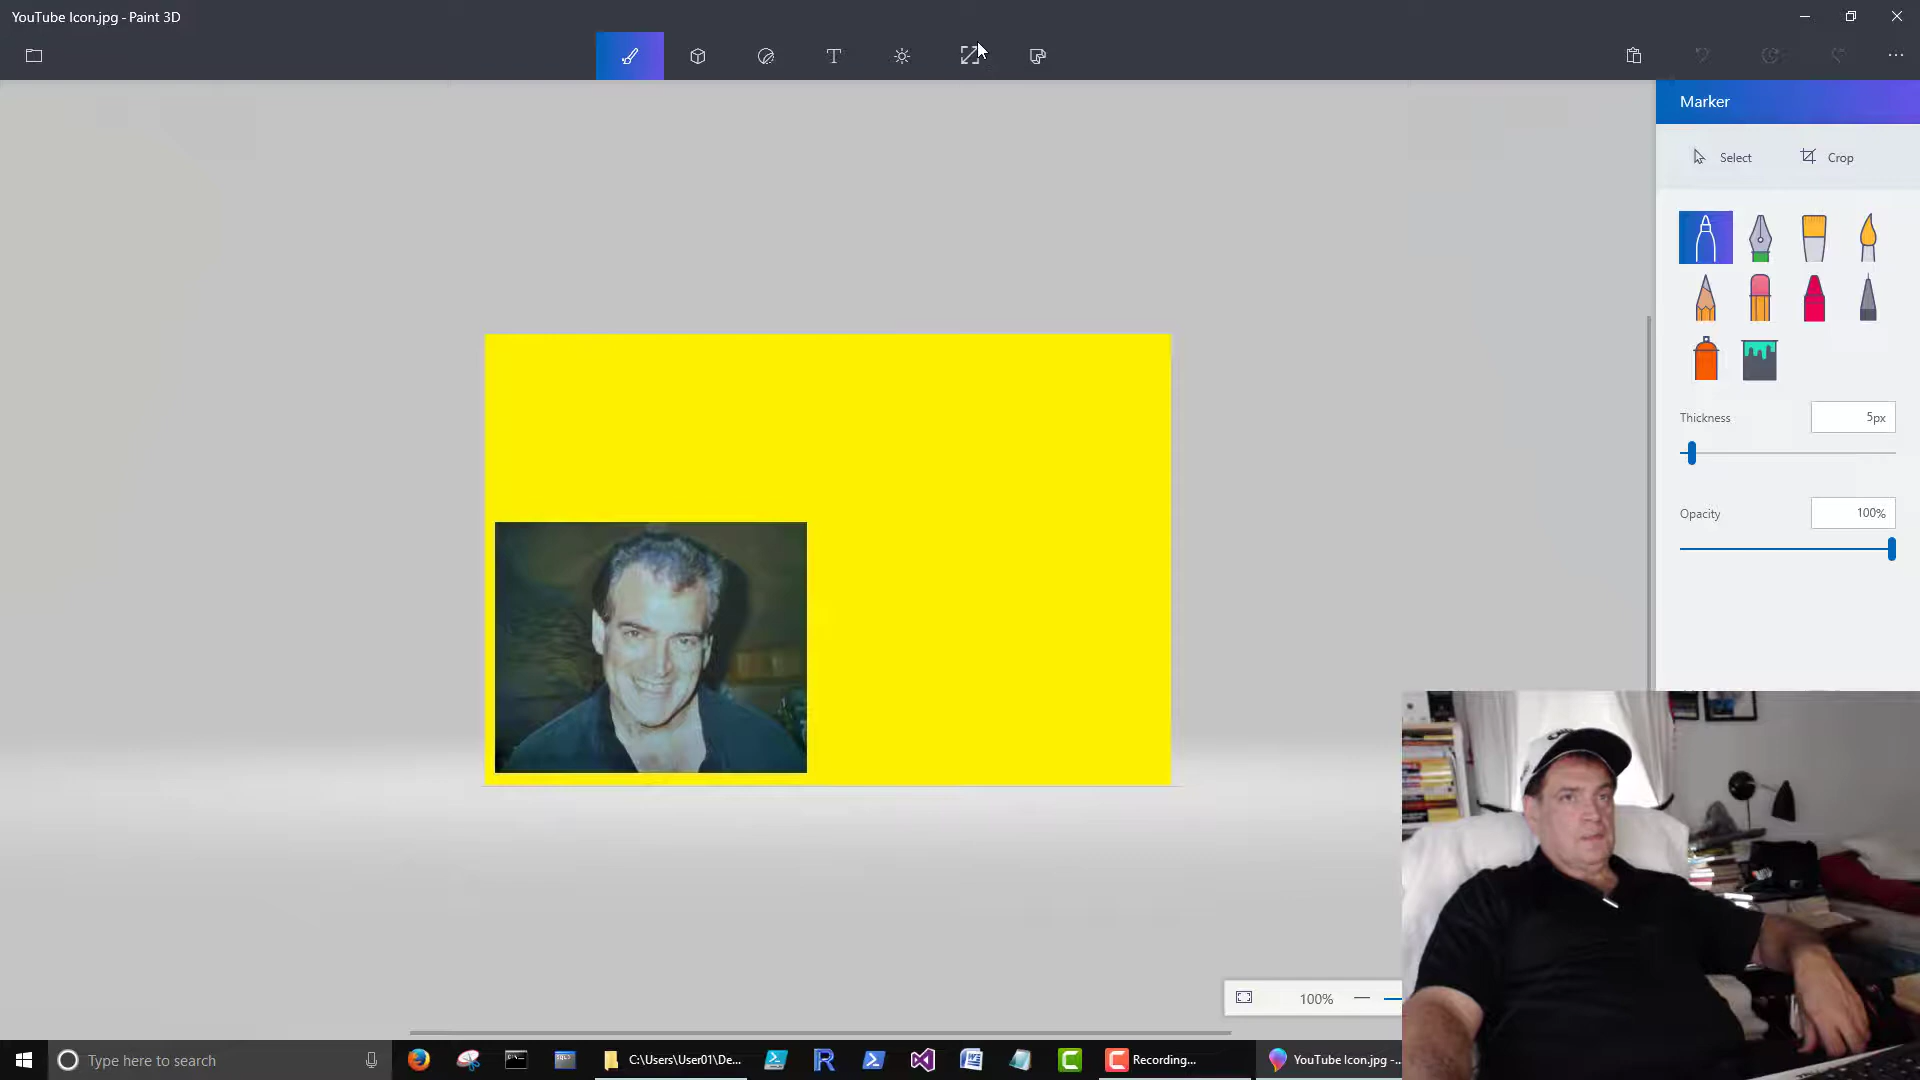 YouTube Icon.jpg - Paint 3D
Marker
Select
Crop
Thickness
5px
Opacity
100%
100%
Type here to search
C:\Users\User01\De...
Recording...
YouTube Icon.jpg -...